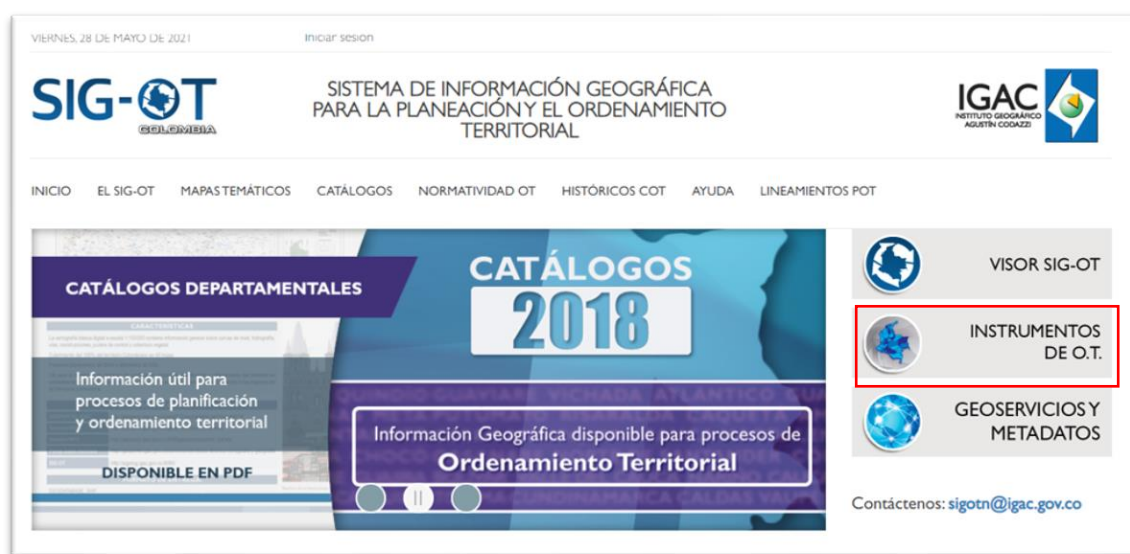 VIERNES, 28 DE MAYO DE 2021
Iniciar sesión
SIG-OT
COLOMBIA
SISTEMA DE INFORMACIÓN GEOGRÁFICA
PARA LA PLANEACIÓN Y EL ORDENAMIENTO
TERRITORIAL
IGAC
INSTITUTO GEOGRÁFICO
AGUSTÍN CODAZZI
INICIO EL SIG-OT MAPAS TEMÁTICOS CATÁLOGOS NORMATIVIDAD OT HISTÓRICOS COT AYUDA LINEAMIENTOS POT
CATÁLOGOS DEPARTAMENTALES
CARACTERÍSTICAS
Información útil para
procesos de planificación
y ordenamiento territorial
DISPONIBLE EN PDF
CATÁLOGOS
2018
Información Geográfica disponible para procesos de
Ordenamiento Territorial
VISOR SIG-OT
INSTRUMENTOS
DE O.T.
GEOSERVICIOS Y
METADATOS
Contáctenos: sigotn@igac.gov.co